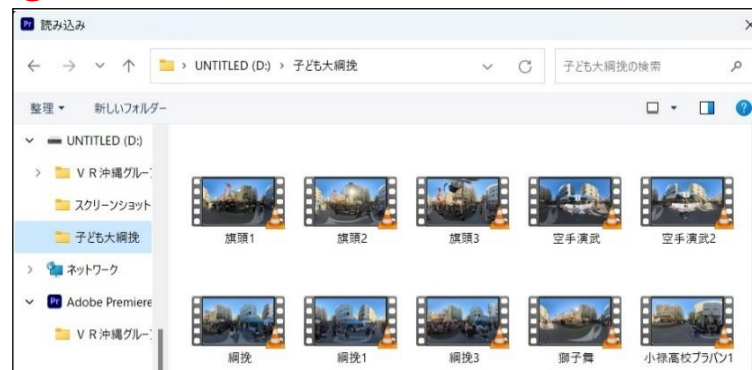 Pr 読み込み
UNTITLED (D:) › 子ども大綱挽
子ども大綱挽の検索
整理 新しいフォルダー
UNTITLED (D:)
ＶＲ沖縄グルー
スクリーンショット
子ども大綱挽
ネットワーク
Pr Adobe Premiere
ＶＲ沖縄グルー
旗頭1 旗頭2 旗頭3 空手演武 空手演武2
綱挽 綱挽1 綱挽3 獅子舞 小禄高校ブラバン1